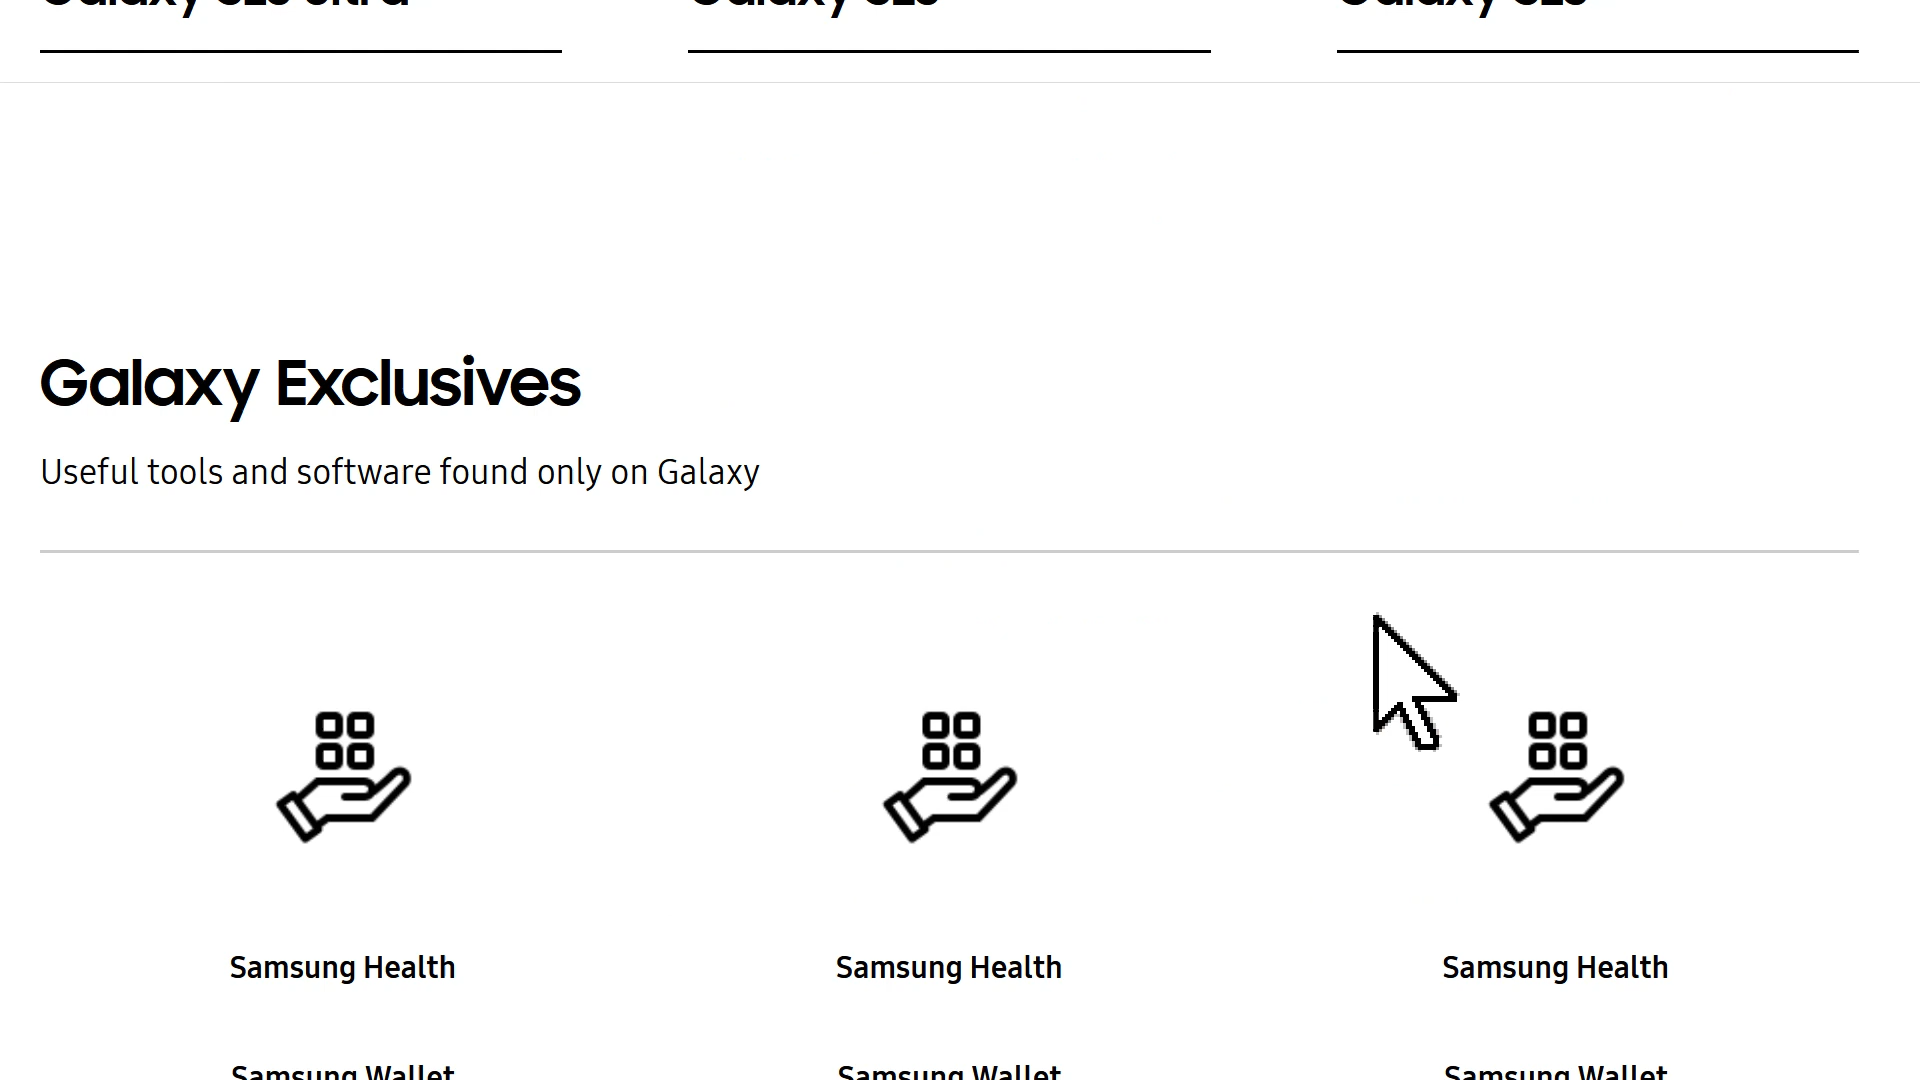 Galaxy Exclusives
Useful tools and software found only on Galaxy
Samsung Health Samsung Health Samsung Health
Samsung Wallet Samsung Wallet Samsung Wallet